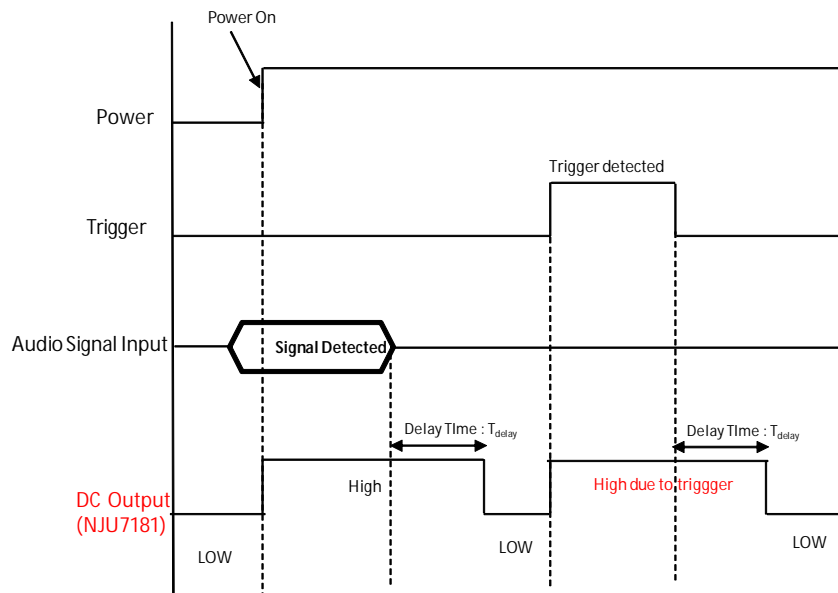 Power On
Power
Trigger detected
Trigger
Audio Signal Input
Signal Detected
Delay TIme : Tdelay
Delay TIme : Tdelay
DC Output
(NJU7181)
High
High due to triggger
LOW
LOW
LOW